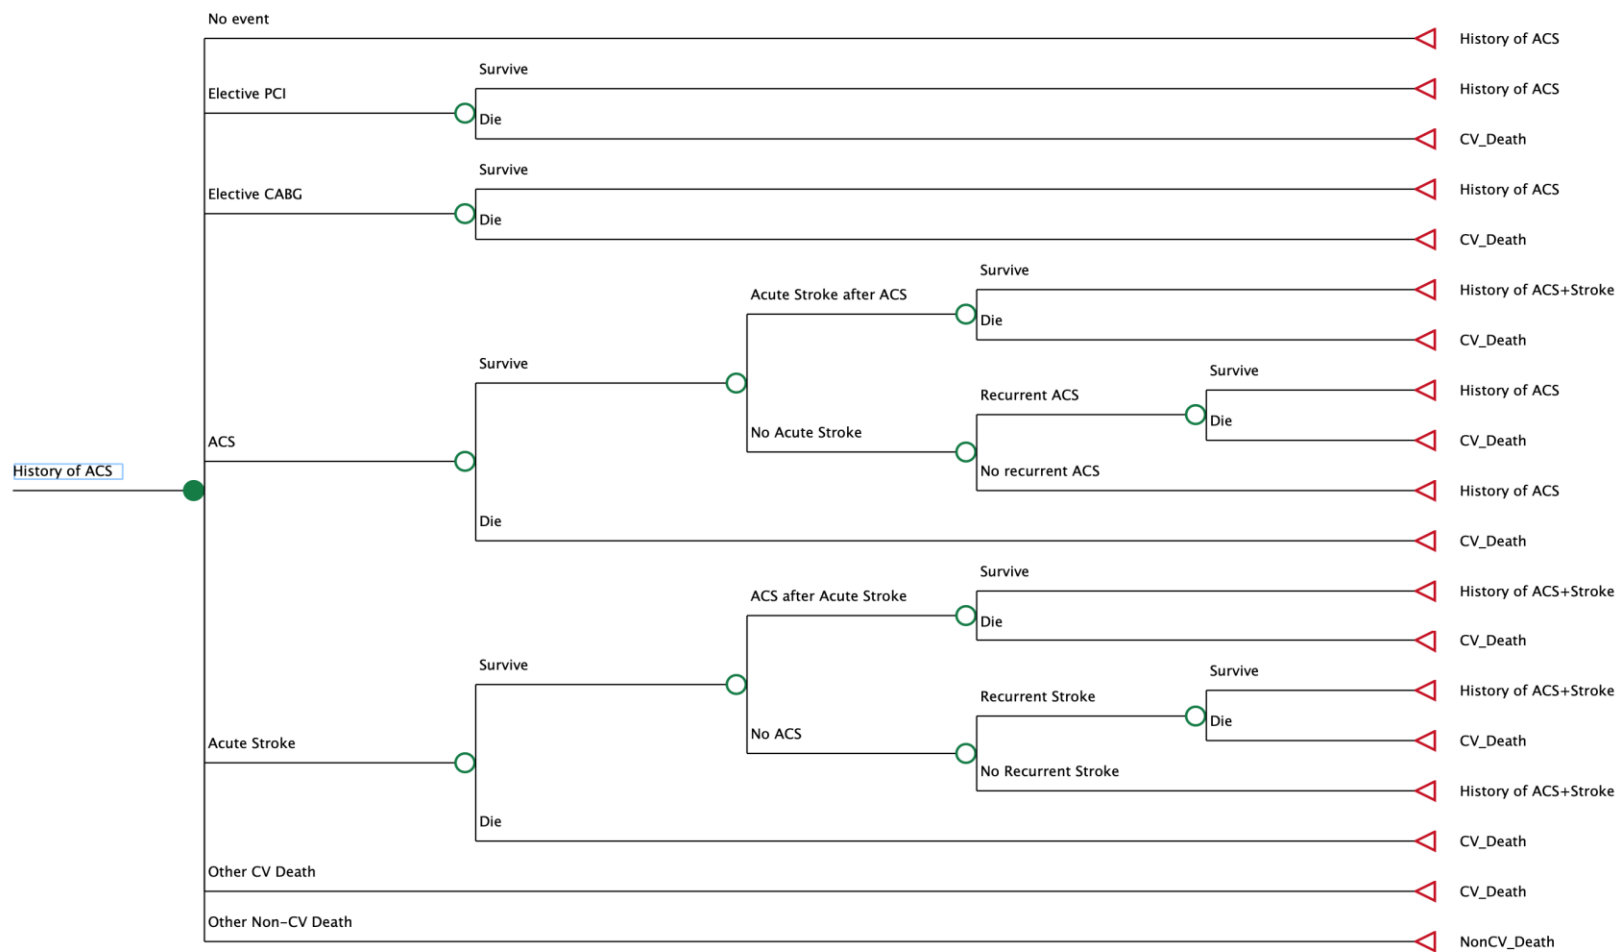 No event
History of ACS
Survive
Elective PCI
History of ACS
Die
CV_Death
Survive
Elective CABG
History of ACS
Die
CV_Death
Survive
Acute Stroke after ACS
History of ACS+Stroke
Die
CV_Death
Survive
Survive
Recurrent ACS
History of ACS
Die
No Acute Stroke
CV_Death
ACS
History of ACS
No recurrent ACS
History of ACS
Die
CV_Death
Survive
ACS after Acute Stroke
History of ACS+Stroke
Die
CV_Death
Survive
Survive
Recurrent Stroke
History of ACS+Stroke
Die
No ACS
CV_Death
Acute Stroke
No Recurrent Stroke
History of ACS+Stroke
Die
CV_Death
Other CV Death
CV_Death
Other Non-CV Death
NonCV_Death